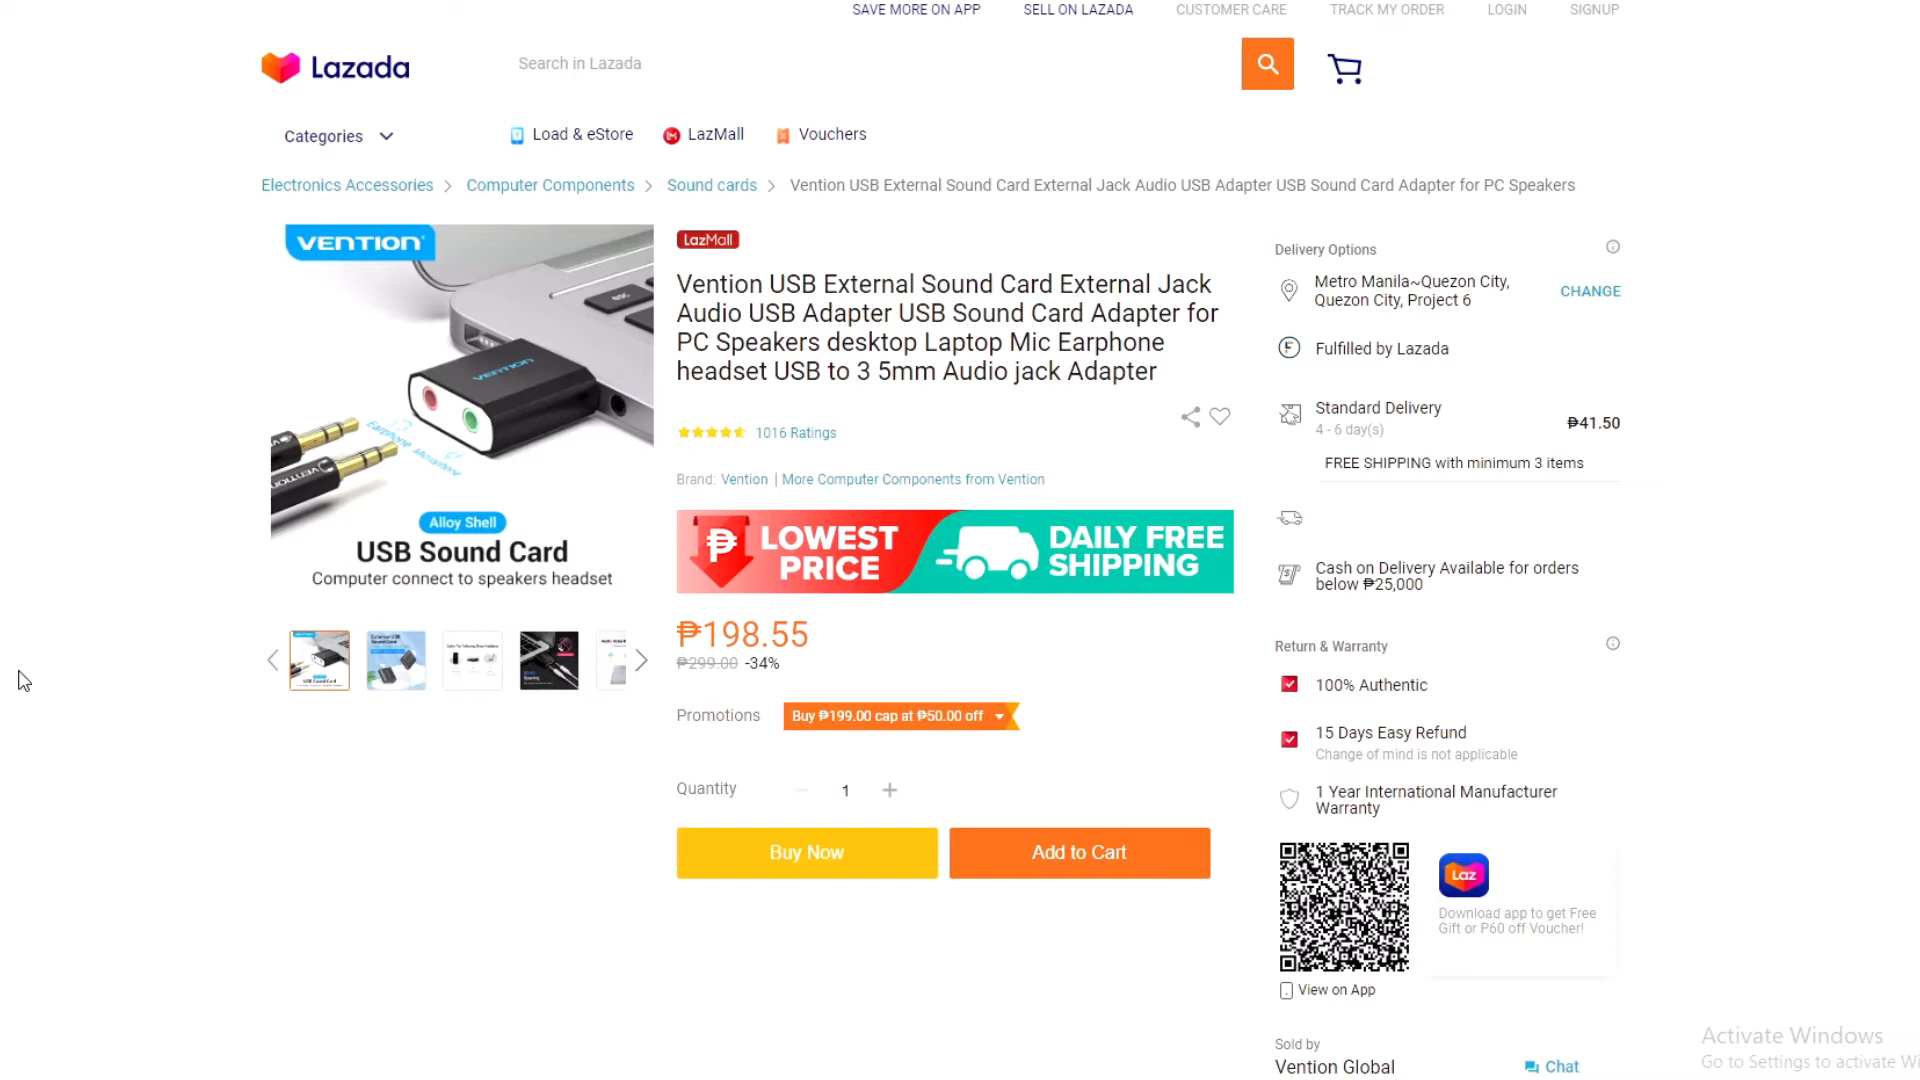 SAVE MORE ON APP
SELL ON LAZADA
CUSTOMER CARE
TRACK MY ORDER
LOGIN
SIGNUP
Lazada
Search in Lazada
Categories
Load & eStore
LazMall
Vouchers
Electronics Accessories
Computer Components
Sound cards
Vention USB External Sound Card External Jack Audio USB Adapter USB Sound Card Adapter for PC Speakers
VENTION
esc
VENTION
Earphone
Microphone
VENTION
Alloy Shell
USB Sound Card
Computer connect to speakers headset
LazMall
Vention USB External Sound Card External Jack
Audio USB Adapter USB Sound Card Adapter for
PC Speakers desktop Laptop Mic Earphone
headset USB to 3 5mm Audio jack Adapter
1016 Ratings
Brand: Vention | More Computer Components from Vention
₱ LOWEST PRICE
DAILY FREE SHIPPING
₱198.55
₱299.00 -34%
Promotions
Buy ₱199.00 cap at ₱50.00 off
Quantity
1
Buy Now
Add to Cart
Delivery Options
Metro Manila~Quezon City,
Quezon City, Project 6
CHANGE
Fulfilled by Lazada
Standard Delivery
4 - 6 day(s)
₱41.50
FREE SHIPPING with minimum 3 items
Cash on Delivery Available for orders
below ₱25,000
Return & Warranty
100% Authentic
15 Days Easy Refund
Change of mind is not applicable
1 Year International Manufacturer
Warranty
Laz
Download app to get Free
Gift or P60 off Voucher!
View on App
Sold by
Vention Global
Chat
Activate Windows
Go to Settings to activate Wi